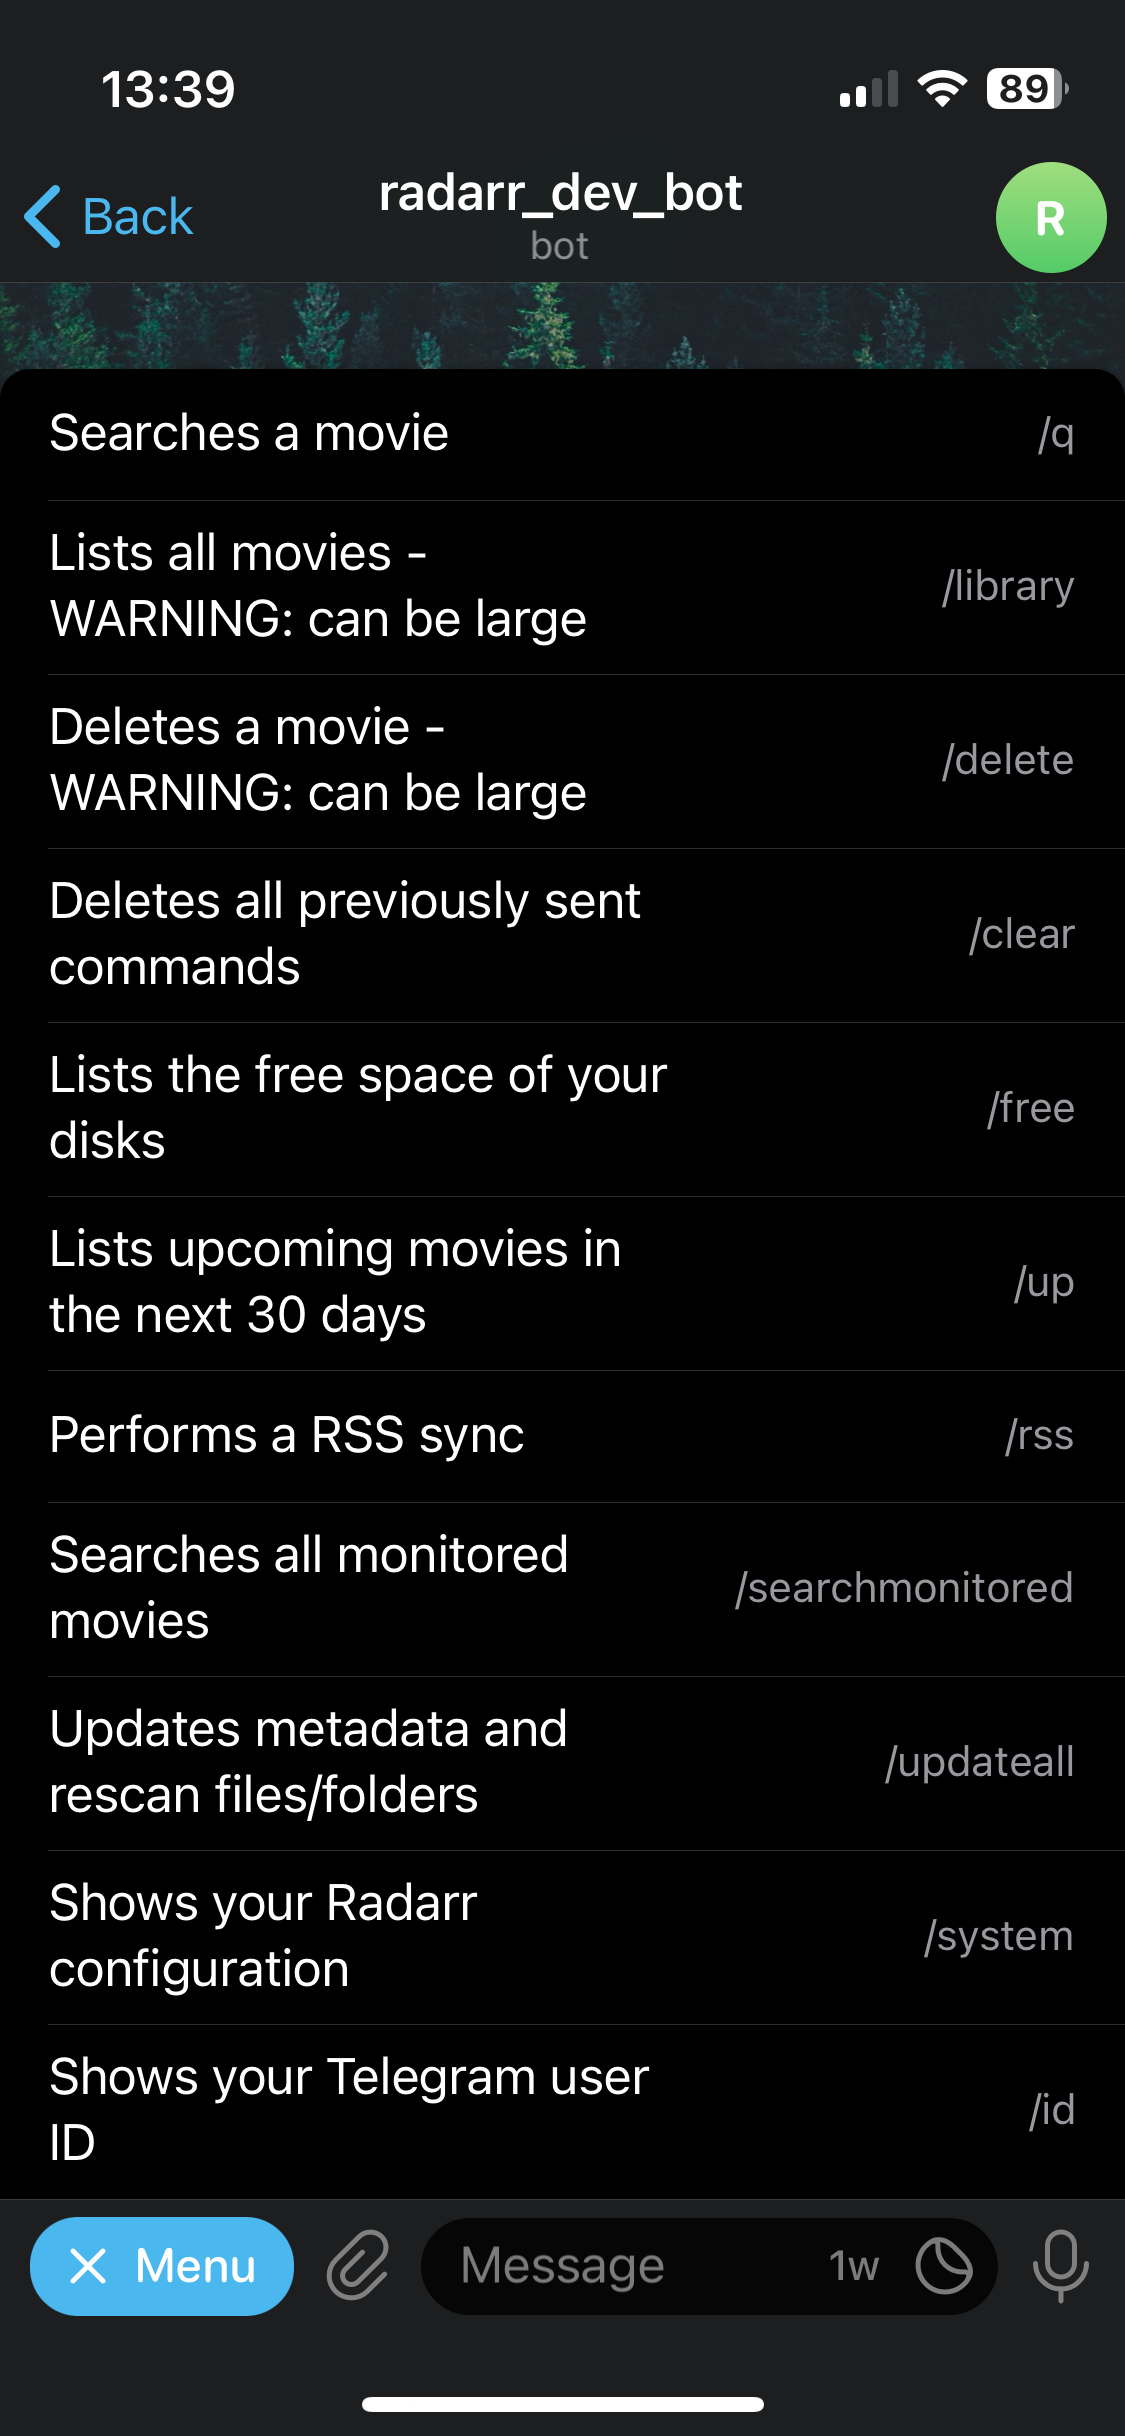 13:39
89
Back
radarr_dev_bot
bot
R
Searches a movie /q
Lists all movies -
WARNING: can be large
/library
Deletes a movie -
WARNING: can be large
/delete
Deletes all previously sent
commands
/clear
Lists the free space of your
disks
/free
Lists upcoming movies in
the next 30 days
/up
Performs a RSS sync /rss
Searches all monitored
movies
/searchmonitored
Updates metadata and
rescan files/folders
/updateall
Shows your Radarr
configuration
/system
Shows your Telegram user
ID
/id
Menu
Message
1w